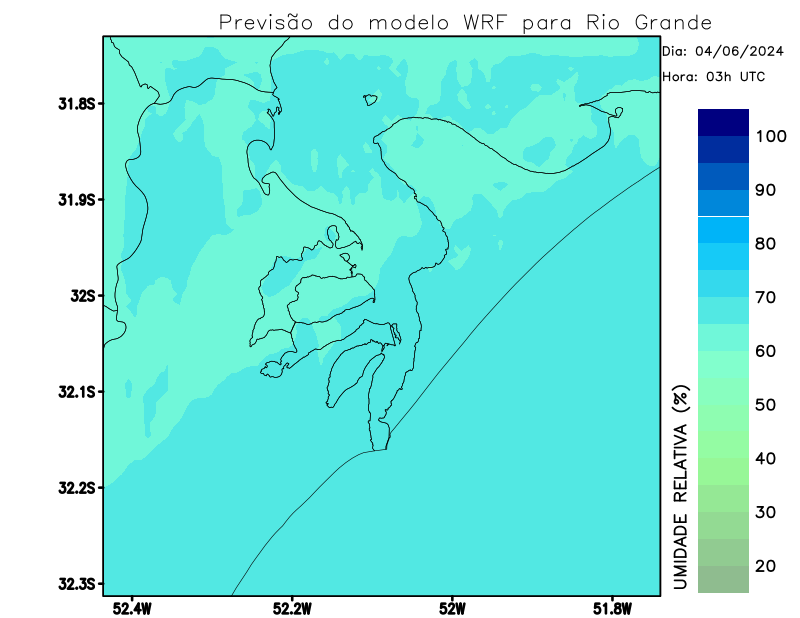 Previsão do modelo WRF para Rio Grande
Dia: 04/06/2024
Hora: 03h UTC
31.8S
31.9S
32S
32.1S
32.2S
32.3S
52.4W
52.2W
52W
51.8W
UMIDADE RELATIVA (%)
100
90
80
70
60
50
40
30
20